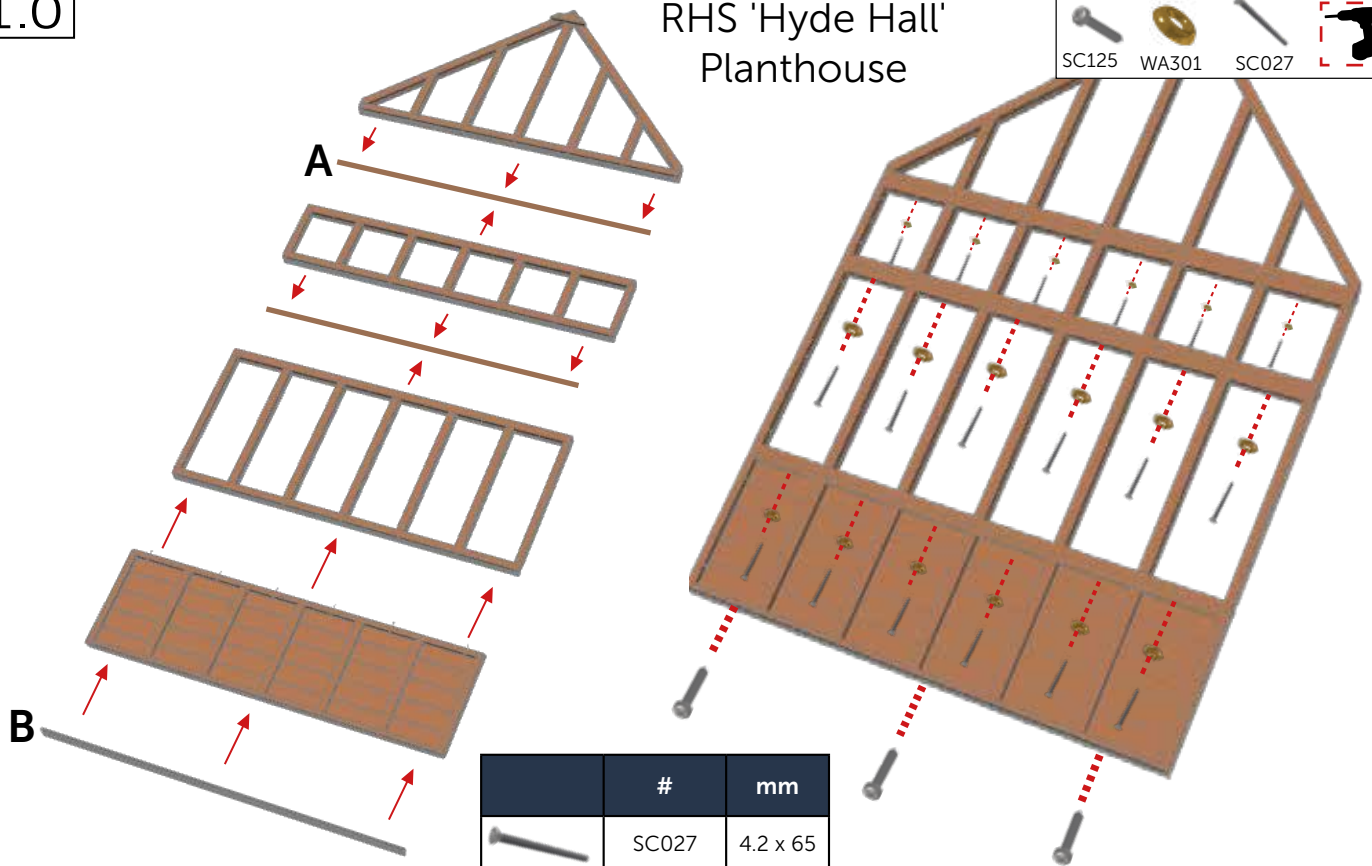 1.0
RHS 'Hyde Hall'
Planthouse
SC125 WA301 SC027
A
B
# mm
SC027 4.2 x 65